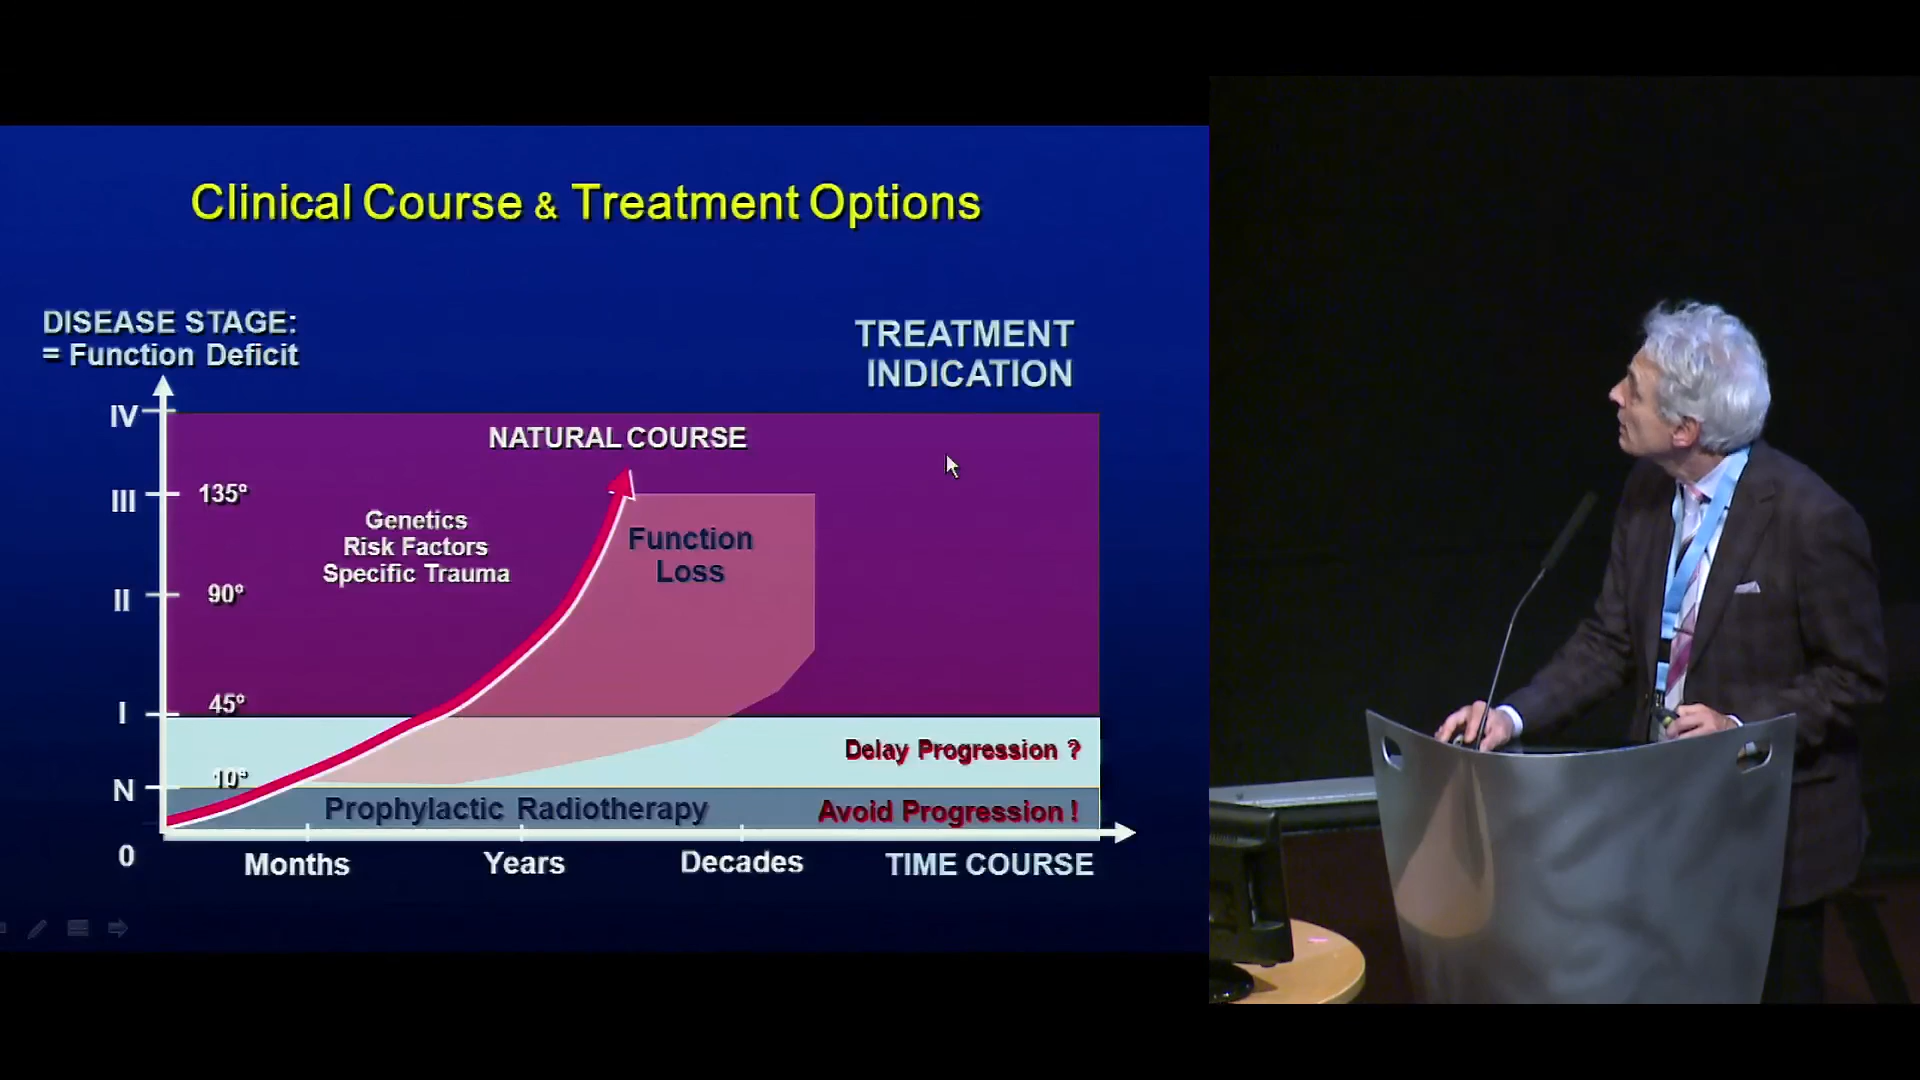 Clinical Course & Treatment Options
DISEASE STAGE:
= Function Deficit
TREATMENT
INDICATION
IV
NATURAL COURSE
III
135°
Genetics
Risk Factors
Specific Trauma
Function
Loss
II
90°
I
45°
Delay Progression ?
N
10°
Prophylactic Radiotherapy
Avoid Progression !
0
Months
Years
Decades
TIME COURSE